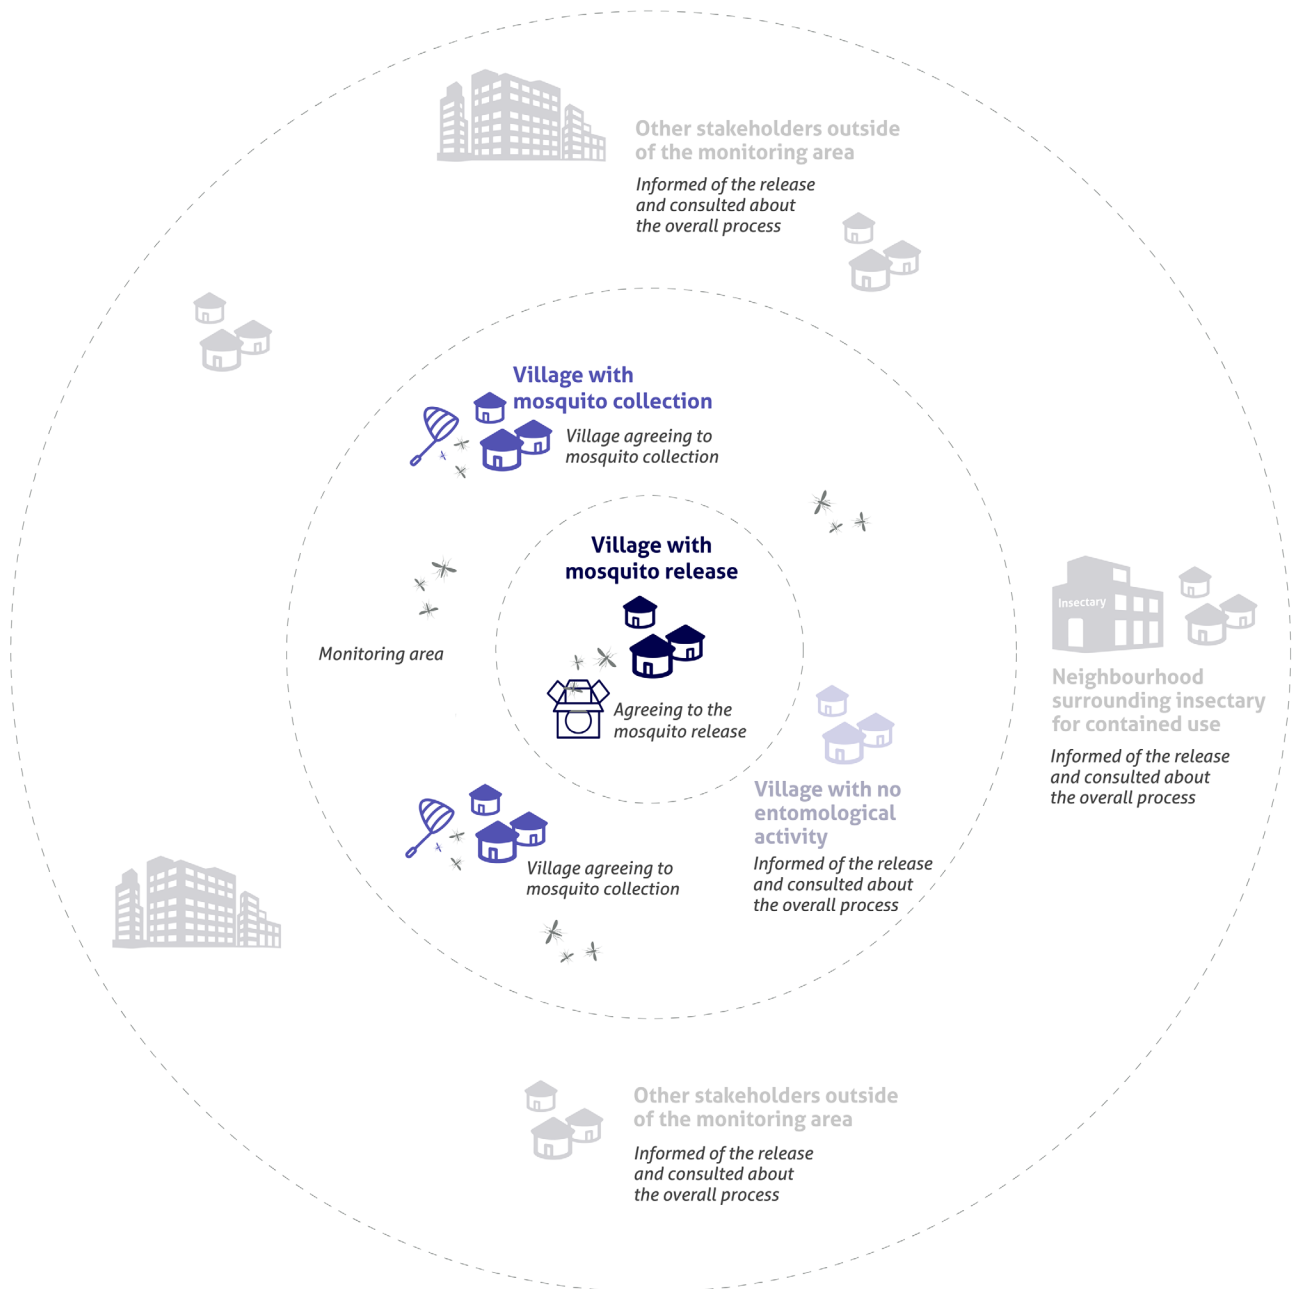 Other stakeholders outside
of the monitoring area
Informed of the release
and consulted about
the overall process
Village with
mosquito collection
Village agreeing to
mosquito collection
Village with
mosquito release
Monitoring area
Agreeing to the
mosquito release
Insectary
Neighbourhood
surrounding insectary
for contained use
Informed of the release
and consulted about
the overall process
Village with no
entomological
activity
Informed of the release
and consulted about
the overall process
Village agreeing to
mosquito collection
Other stakeholders outside
of the monitoring area
Informed of the release
and consulted about
the overall process